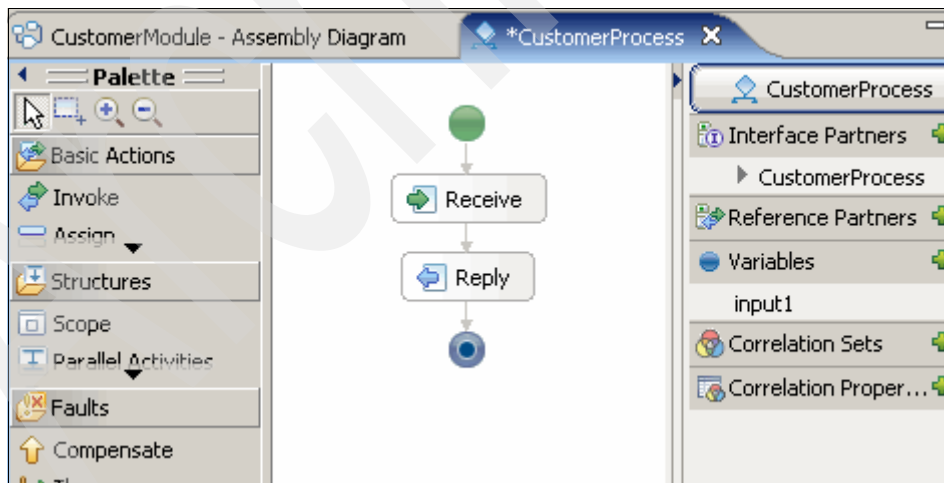 CustomerModule - Assembly Diagram
*CustomerProcess
Palette
Basic Actions
Invoke
Assign
Structures
Scope
Parallel Activities
Faults
Compensate
Receive
Reply
CustomerProcess
Interface Partners
CustomerProcess
Reference Partners
Variables
input1
Correlation Sets
Correlation Proper...